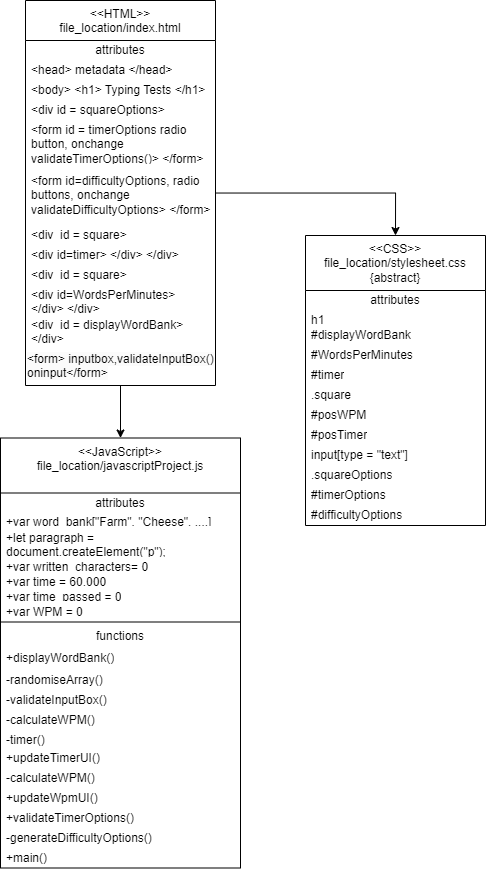 <<HTML>>
file_location/index.html
attributes
<head> metadata </head>
<body> <h1> Typing Tests </h1>
<div id = squareOptions>
<form id = timerOptions radio
button, onchange
validateTimerOptions()> </form>
<form id=difficultyOptions, radio
buttons, onchange
validateDifficultyOptions> </form>
<div  id = square>
<div id=timer> </div> </div>
<div  id = square>
<div id=WordsPerMinutes>
</div> </div>
<div  id = displayWordBank>
</div>
<form> inputbox,validateInputBox()
oninput</form>
<<CSS>>
file_location/stylesheet.css
{abstract}
attributes
h1
#displayWordBank
#WordsPerMinutes
#timer
.square
#posWPM
#posTimer
input[type = "text"]
.squareOptions
#timerOptions
#difficultyOptions
<<JavaScript>>
file_location/javascriptProject.js
attributes
+var word_bank["Farm", "Cheese", ....]
+let paragraph =
document.createElement("p");
+var written_characters= 0
+var time = 60.000
+var time_passed = 0
+var WPM = 0
functions
+displayWordBank()
-randomiseArray()
-validateInputBox()
-calculateWPM()
-timer()
+updateTimerUI()
-calculateWPM()
+updateWpmUI()
+validateTimerOptions()
-generateDifficultyOptions()
+main()